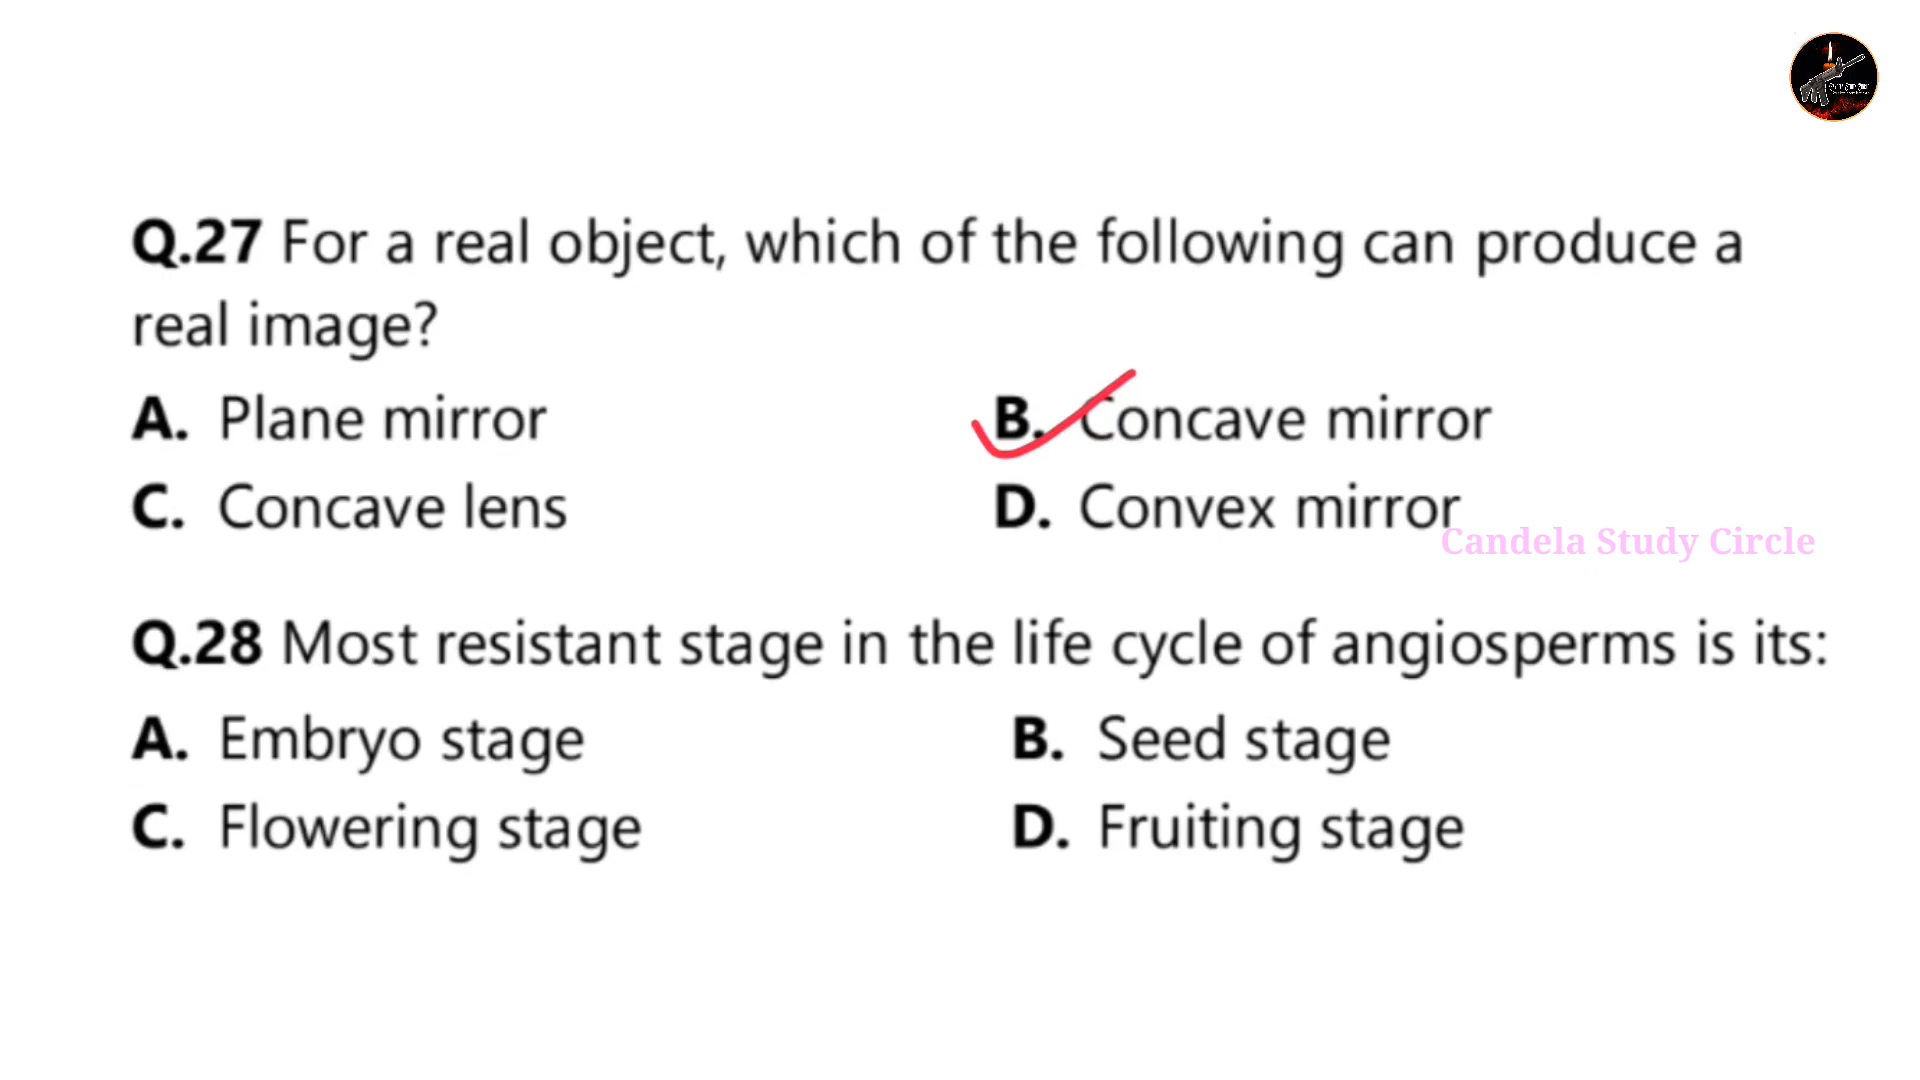 Q.27 For a real object, which of the following can produce a
real image?
A. Plane mirror
B. Concave mirror
C. Concave lens
D. Convex mirror
Candela Study Circle
Q.28 Most resistant stage in the life cycle of angiosperms is its:
A. Embryo stage
B. Seed stage
C. Flowering stage
D. Fruiting stage